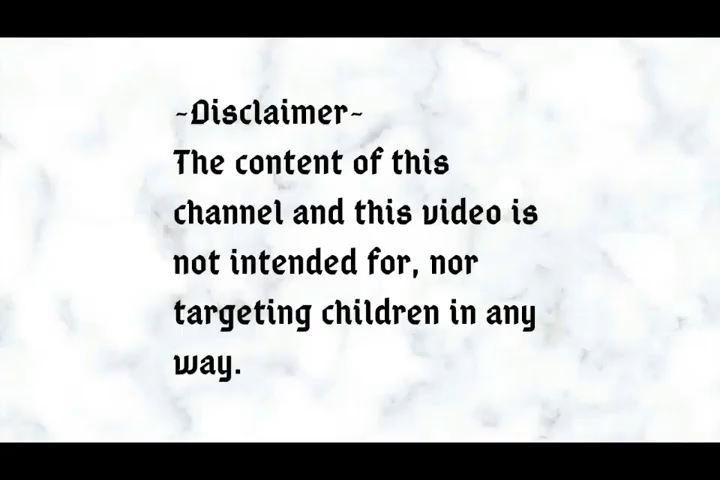 ~Disclaimer~
The content of this
channel and this video is
not intended for, nor
targeting children in any
way.